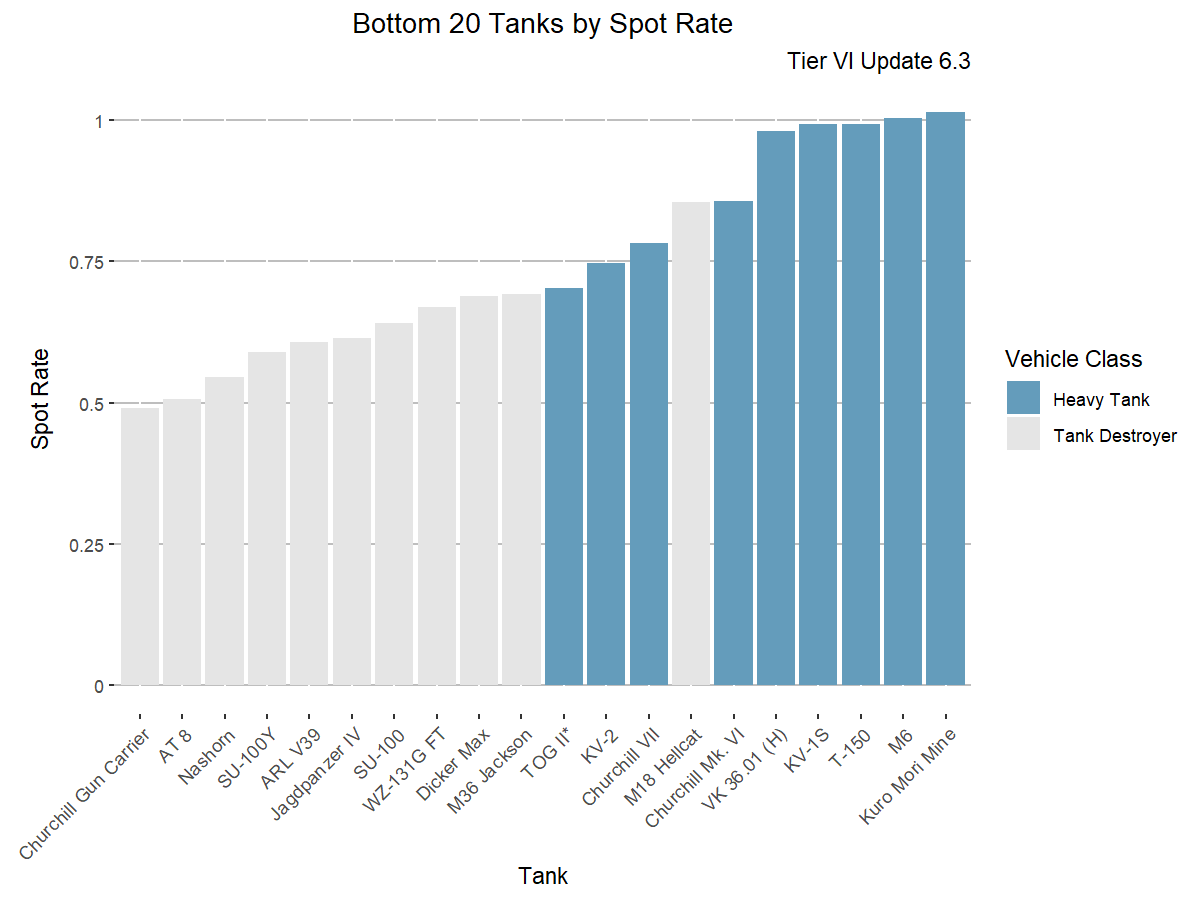 Bottom 20 Tanks by Spot Rate
Tier VI Update 6.3
1
0.75
0.5
0.25
0
Spot Rate
Churchill Gun Carrier
AT 8
Nashorn
SU-100Y
ARL V39
Jagdpanzer IV
SU-100
WZ-131G FT
Dicker Max
M36 Jackson
TOG II*
KV-2
Churchill VII
M18 Hellcat
Churchill Mk. VI
VK 36.01 (H)
KV-1S
T-150
M6
Kuro Mori Mine
Tank
Vehicle Class
Heavy Tank
Tank Destroyer